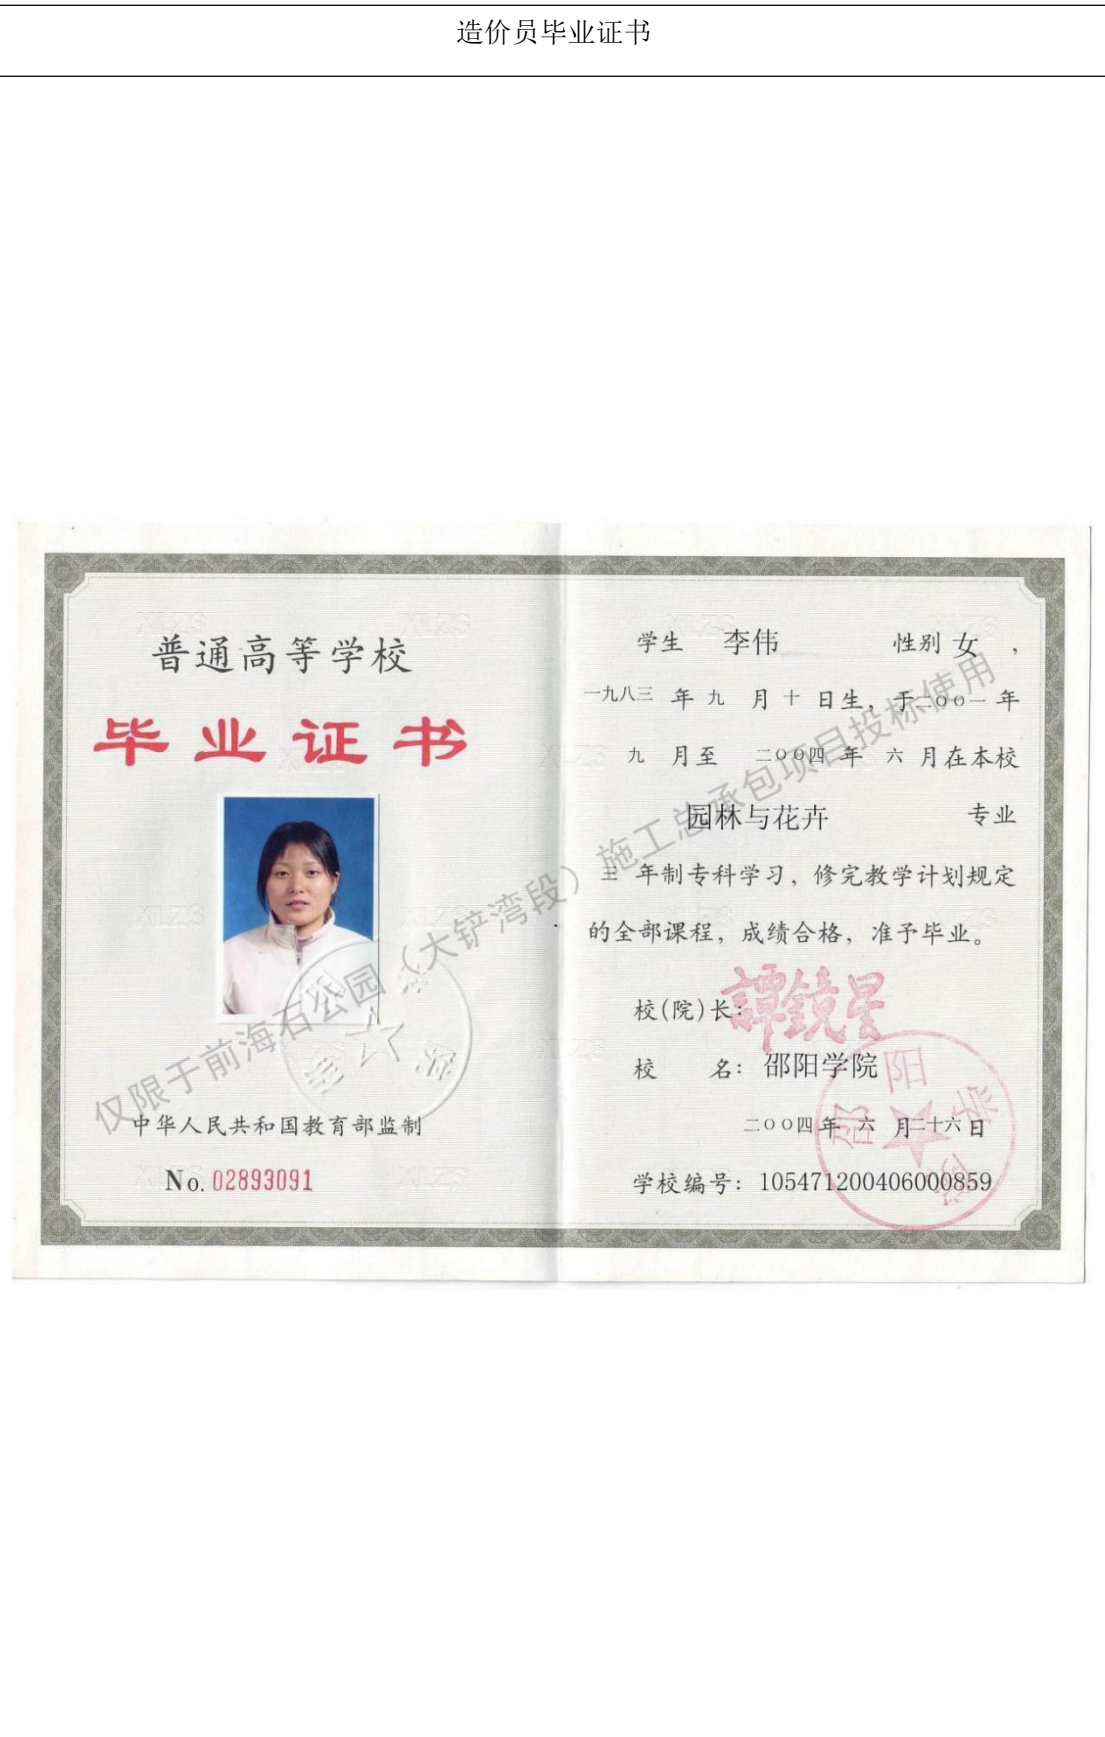 造价员毕业证书
普通高等学校
毕业证书
中华人民共和国教育部监制
No. 02893091
学生 李伟 性别 女，
一九八三 年 九 月 十 日生，于二〇〇一年
九 月至 二〇〇四 年 六 月在本校
园林与花卉 专业
三 年制专科学习，修完教学计划规定
的全部课程，成绩合格，准予毕业。
校(院)长：譚鏡星
校 名：邵阳学院
二〇〇四年 六 月二十六日
学校编号：105471200406000859
邵阳学院
仅限于前海石公园（大铲湾段）施工总承包项目投标使用